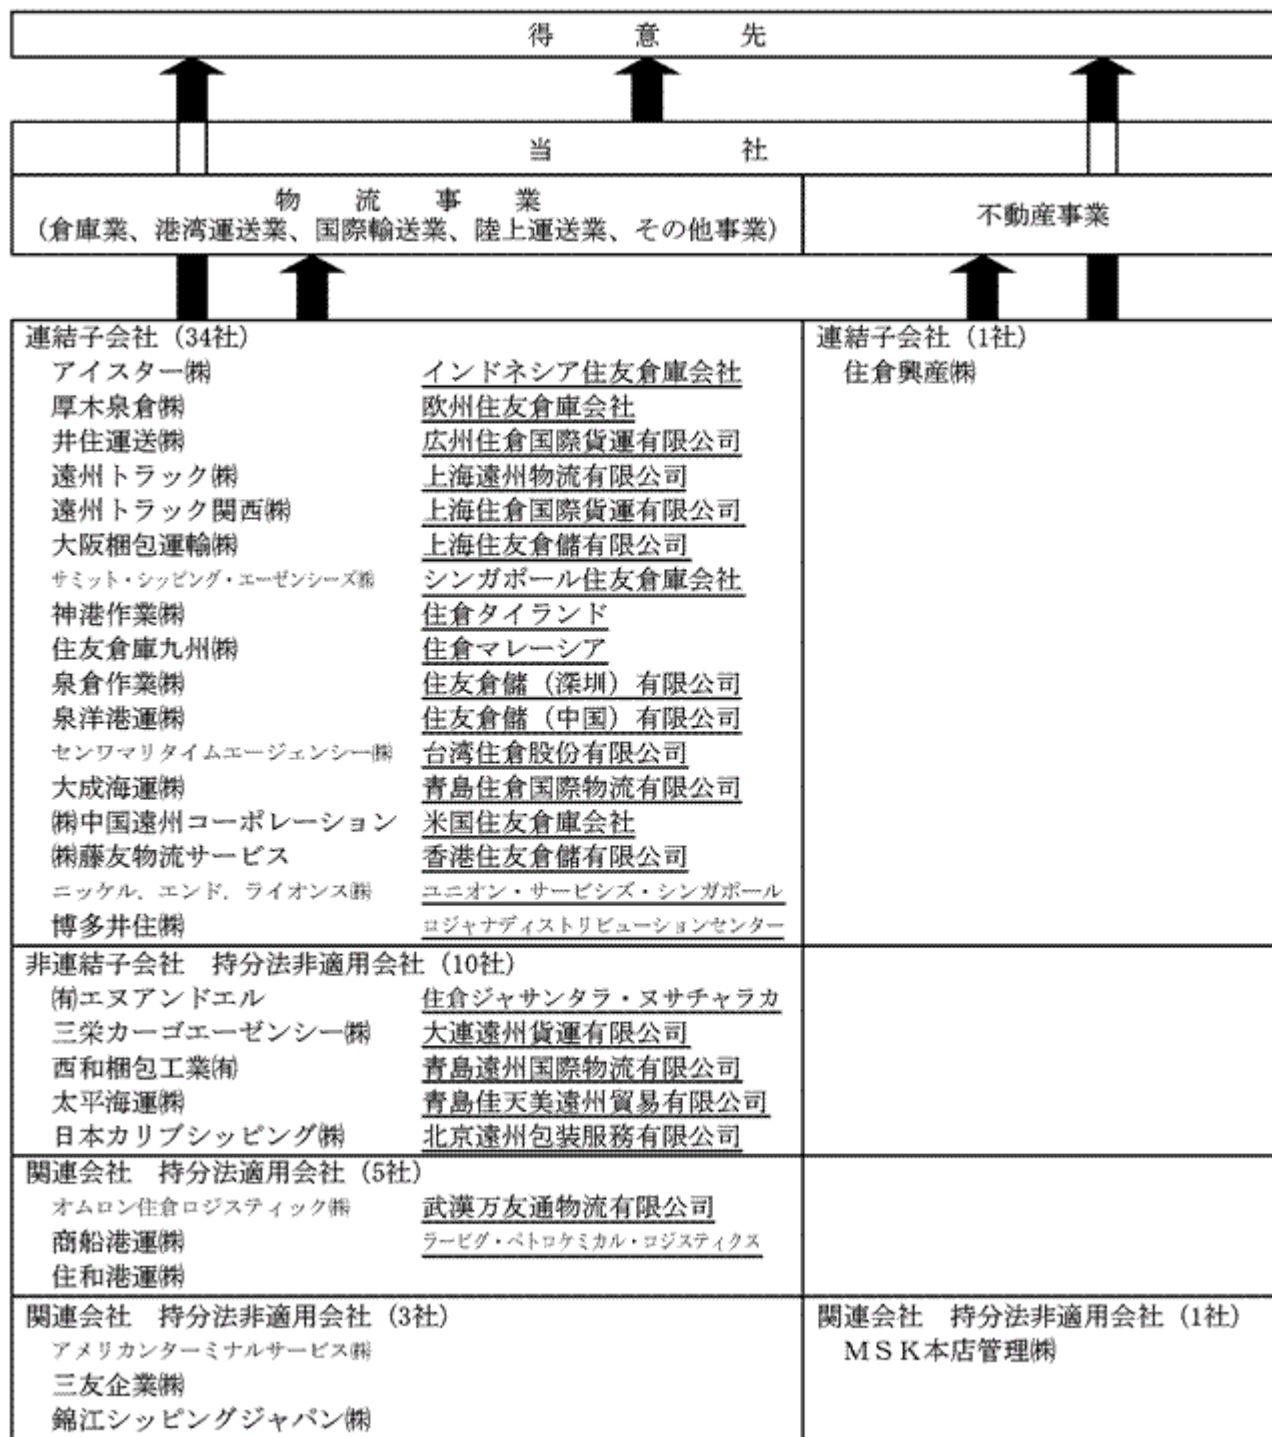 得意先
当社
物流事業
(倉庫業、港湾運送業、国際輸送業、陸上運送業、その他事業)
不動産事業
連結子会社（34社）
アイスター㈱ インドネシア住友倉庫会社
厚木泉倉㈱ 欧州住友倉庫会社
井住運送㈱ 広州住倉国際貨運有限公司
遠州トラック㈱ 上海遠州物流有限公司
遠州トラック関西㈱ 上海住倉国際貨運有限公司
大阪梱包運輸㈱ 上海住友倉儲有限公司
サミット・シッピング・エーゼンシーズ㈱ シンガポール住友倉庫会社
神港作業㈱ 住倉タイランド
住友倉庫九州㈱ 住倉マレーシア
泉倉作業㈱ 住友倉儲（深圳）有限公司
泉洋港運㈱ 住友倉儲（中国）有限公司
センワマリタイムエージェンシー㈱ 台湾住倉股份有限公司
大成海運㈱ 青島住倉国際物流有限公司
㈱中国遠州コーポレーション 米国住友倉庫会社
㈱藤友物流サービス 香港住友倉儲有限公司
ニッケル．エンド．ライオンス㈱ ユニオン・サービシズ・シンガポール
博多井住㈱ ロジャナディストリビューションセンター
連結子会社（1社）
住倉興産㈱
非連結子会社　持分法非適用会社（10社）
㈲エヌアンドエル 住倉ジャサンタラ・ヌサチャラカ
三栄カーゴエーゼンシー㈱ 大連遠州貨運有限公司
西和梱包工業㈲ 青島遠州国際物流有限公司
太平海運㈱ 青島佳天美遠州貿易有限公司
日本カリブシッピング㈱ 北京遠州包装服務有限公司
関連会社　持分法適用会社（5社）
オムロン住倉ロジスティック㈱ 武漢万友通物流有限公司
商船港運㈱ ラービグ・ペトロケミカル・ロジスティクス
住和港運㈱
関連会社　持分法非適用会社（3社）
アメリカンターミナルサービス㈱
三友企業㈱
錦江シッピングジャパン㈱
関連会社　持分法非適用会社（1社）
ＭＳＫ本店管理㈱